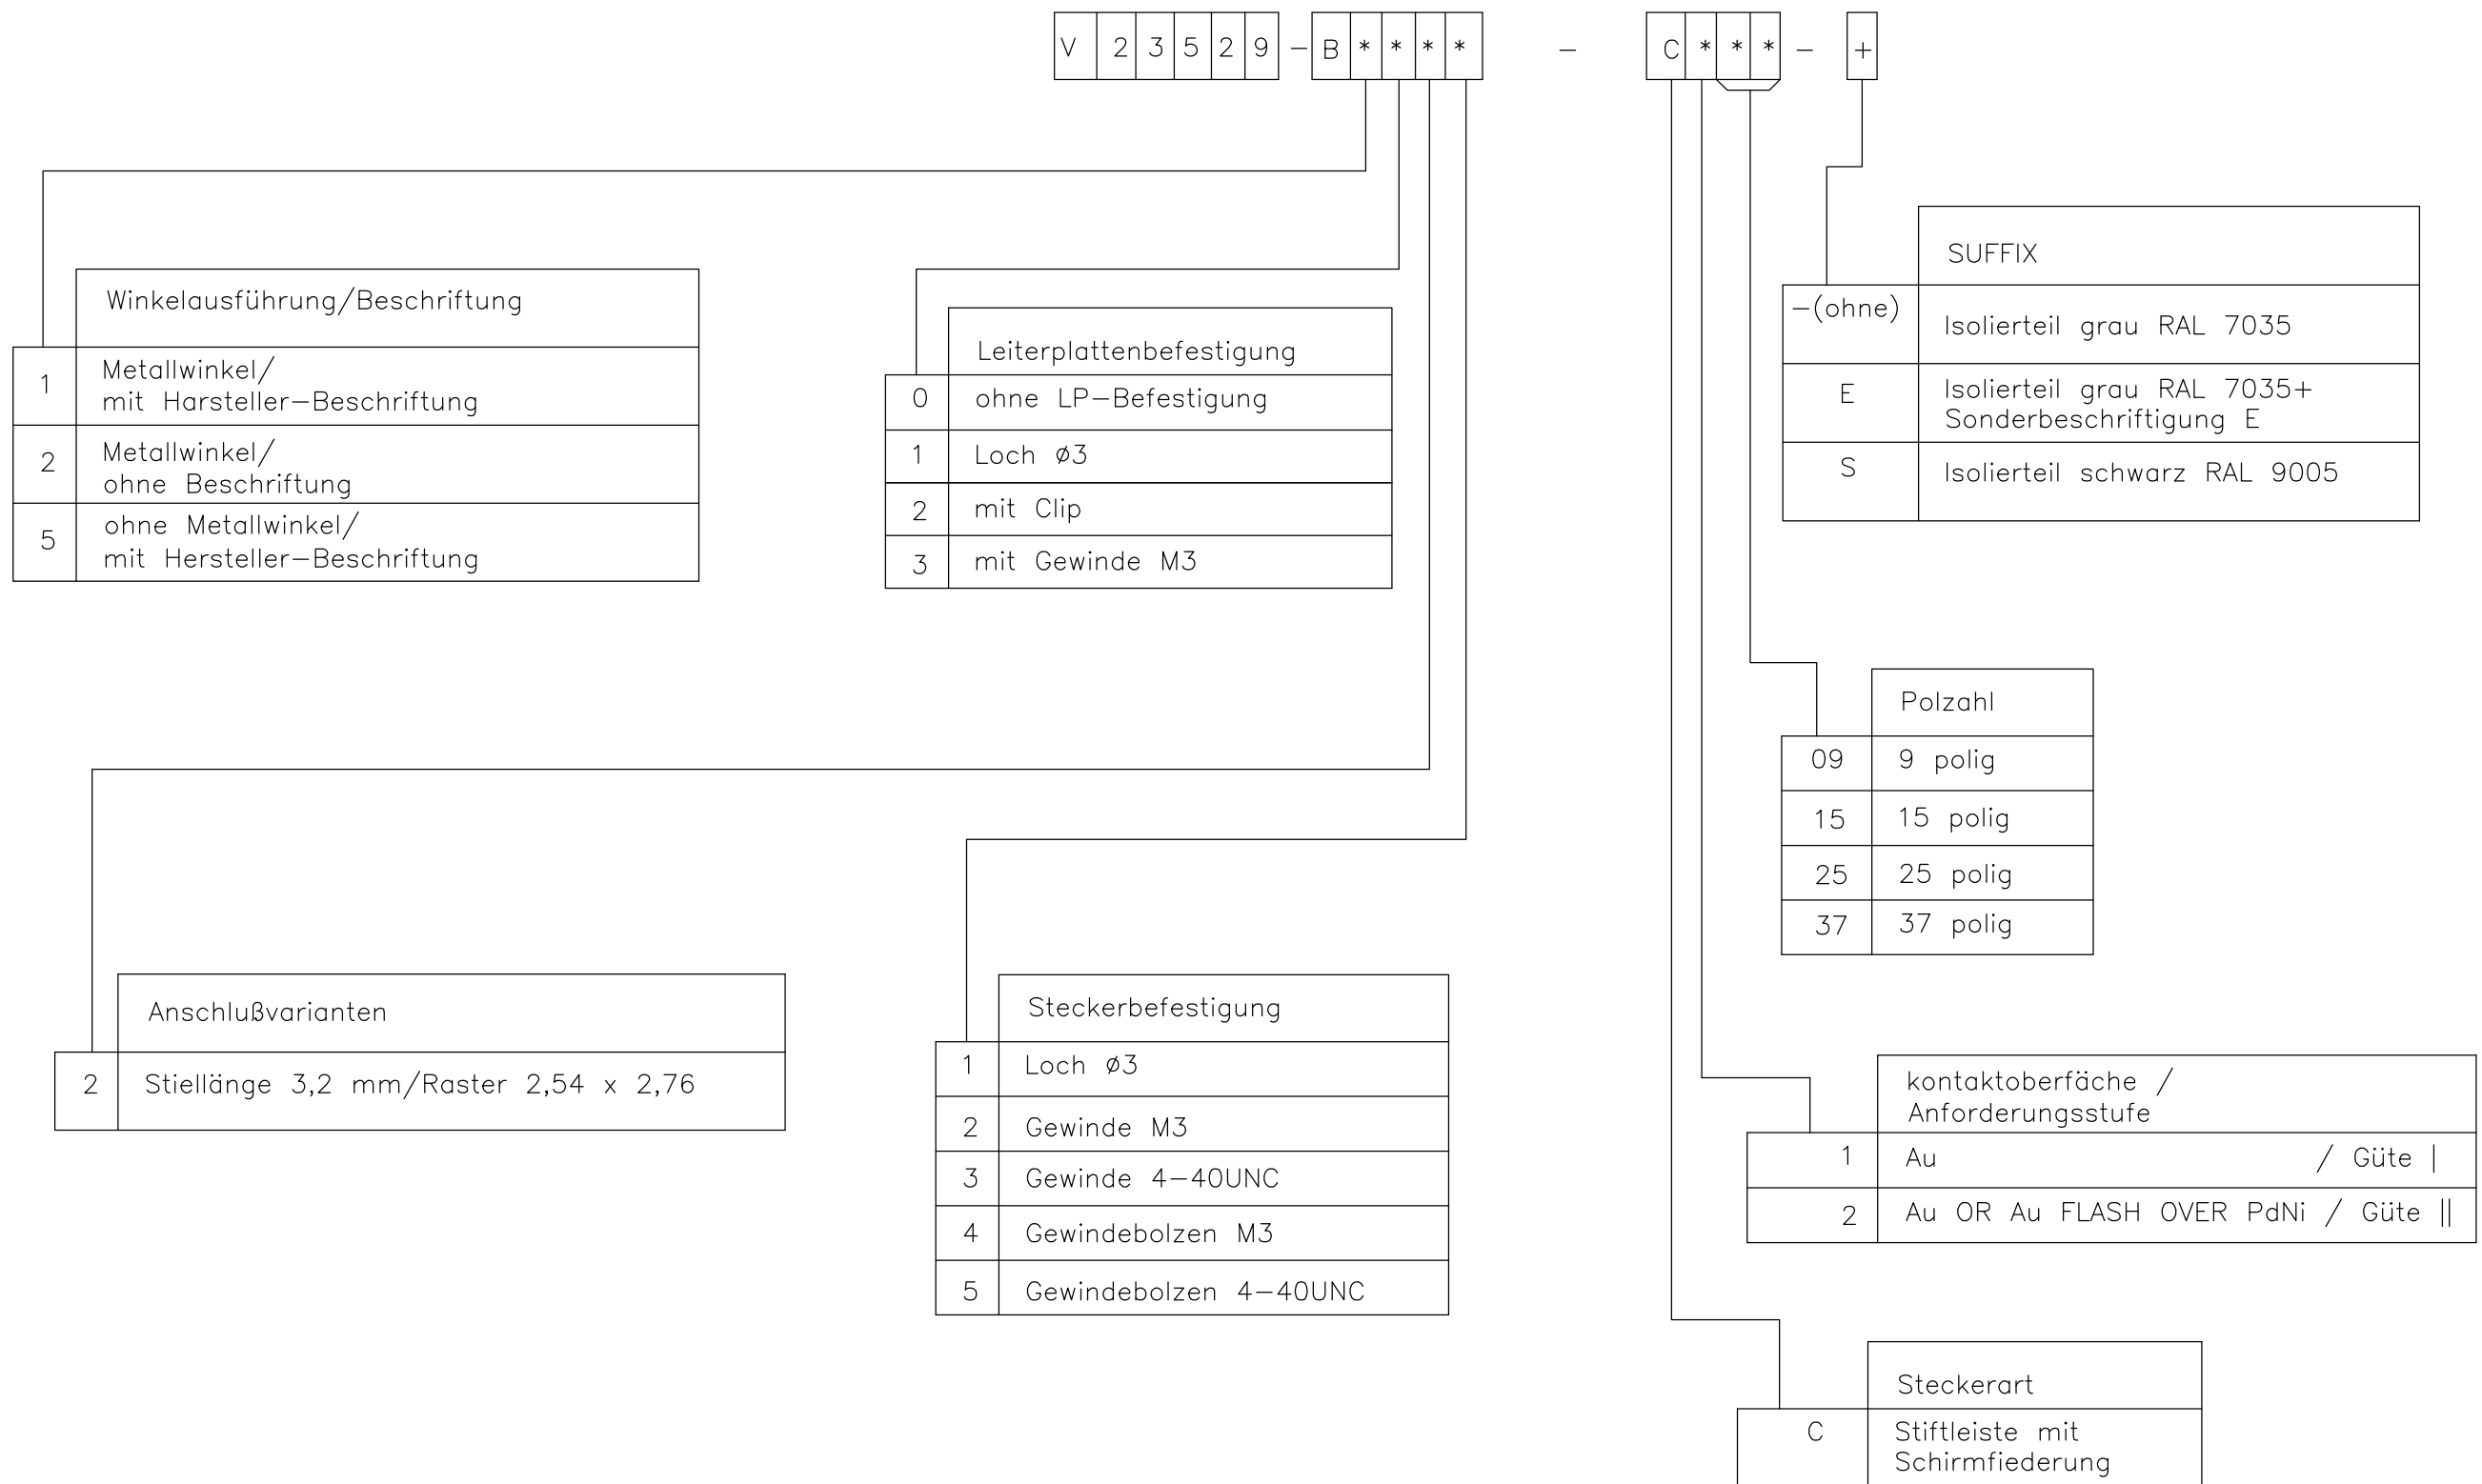 V 2 3 5 2 9 - B * * * * - C * * * - +
SUFFIX
-(ohne) Isolierteil grau RAL 7035
E Isolierteil grau RAL 7035+
Sonderbeschriftigung E
S Isolierteil schwarz RAL 9005
Winkelausführung/Beschriftung
1 Metallwinkel/
mit Harsteller-Beschriftung
2 Metallwinkel/
ohne Beschriftung
5 ohne Metallwinkel/
mit Hersteller-Beschriftung
Leiterplattenbefestigung
0 ohne LP-Befestigung
1 Loch ø3
2 mit Clip
3 mit Gewinde M3
Polzahl
09 9 polig
15 15 polig
25 25 polig
37 37 polig
Anschlußvarianten
2 Stiellänge 3,2 mm/Raster 2,54 x 2,76
Steckerbefestigung
1 Loch ø3
2 Gewinde M3
3 Gewinde 4-40UNC
4 Gewindebolzen M3
5 Gewindebolzen 4-40UNC
kontaktoberfäche /
Anforderungsstufe
1 Au / Güte |
2 Au OR Au FLASH OVER PdNi / Güte ||
Steckerart
C Stiftleiste mit
Schirmfiederung